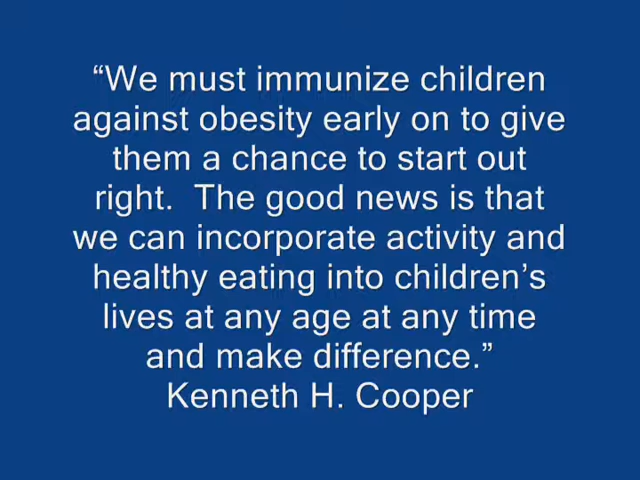 “We must immunize children
against obesity early on to give
them a chance to start out
right.  The good news is that
we can incorporate activity and
healthy eating into children’s
lives at any age at any time
and make difference.”
Kenneth H. Cooper